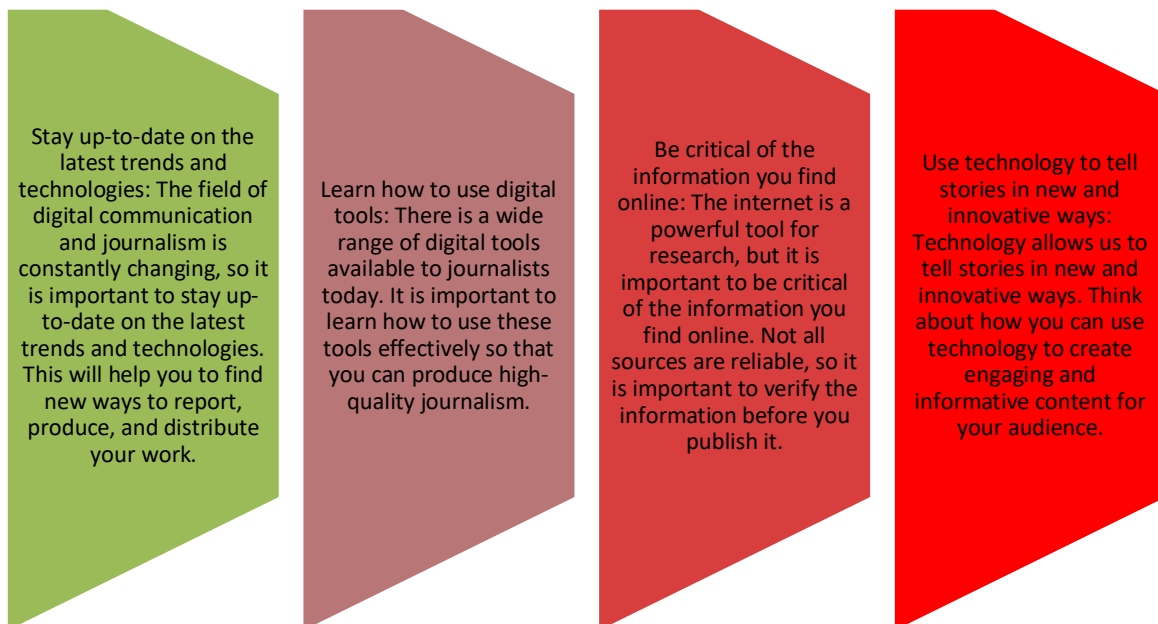 Stay up-to-date on the
latest trends and
technologies: The field of
digital communication
and journalism is
constantly changing, so it
is important to stay up-
to-date on the latest
trends and technologies.
This will help you to find
new ways to report,
produce, and distribute
your work.
Learn how to use digital
tools: There is a wide
range of digital tools
available to journalists
today. It is important to
learn how to use these
tools effectively so that
you can produce high-
quality journalism.
Be critical of the
information you find
online: The internet is a
powerful tool for
research, but it is
important to be critical
of the information you
find online. Not all
sources are reliable, so it
is important to verify the
information before you
publish it.
Use technology to tell
stories in new and
innovative ways:
Technology allows us to
tell stories in new and
innovative ways. Think
about how you can use
technology to create
engaging and
informative content for
your audience.